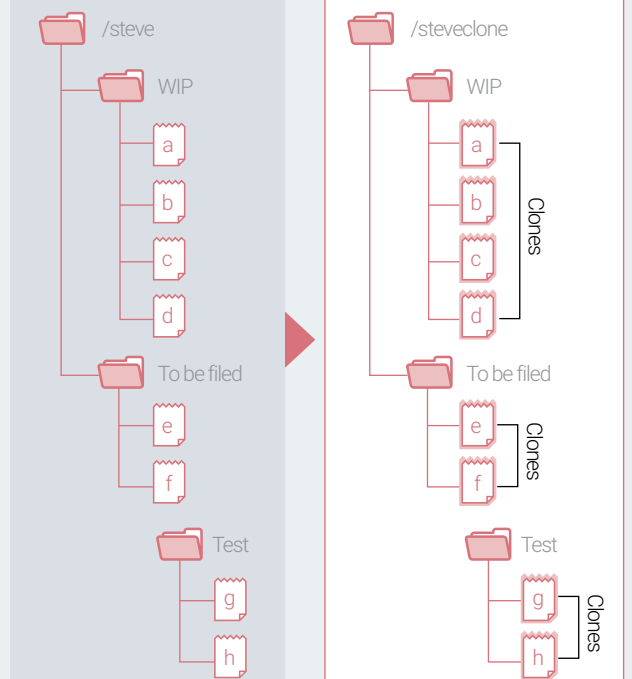 /steve
WIP
a
b
c
d
To be filed
e
f
Test
g
h
/steveclone
WIP
a
b
c
d
Clones
To be filed
e
f
Clones
Test
g
h
Clones